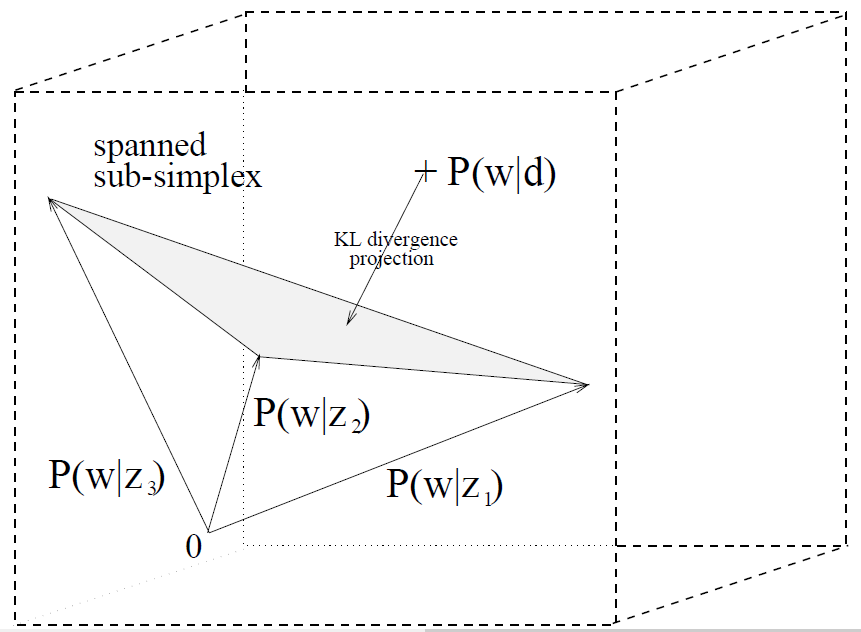 spanned
sub-simplex
+ P(w|d)
KL divergence
projection
P(w|z₂)
P(w|z₃)
P(w|z₁)
0